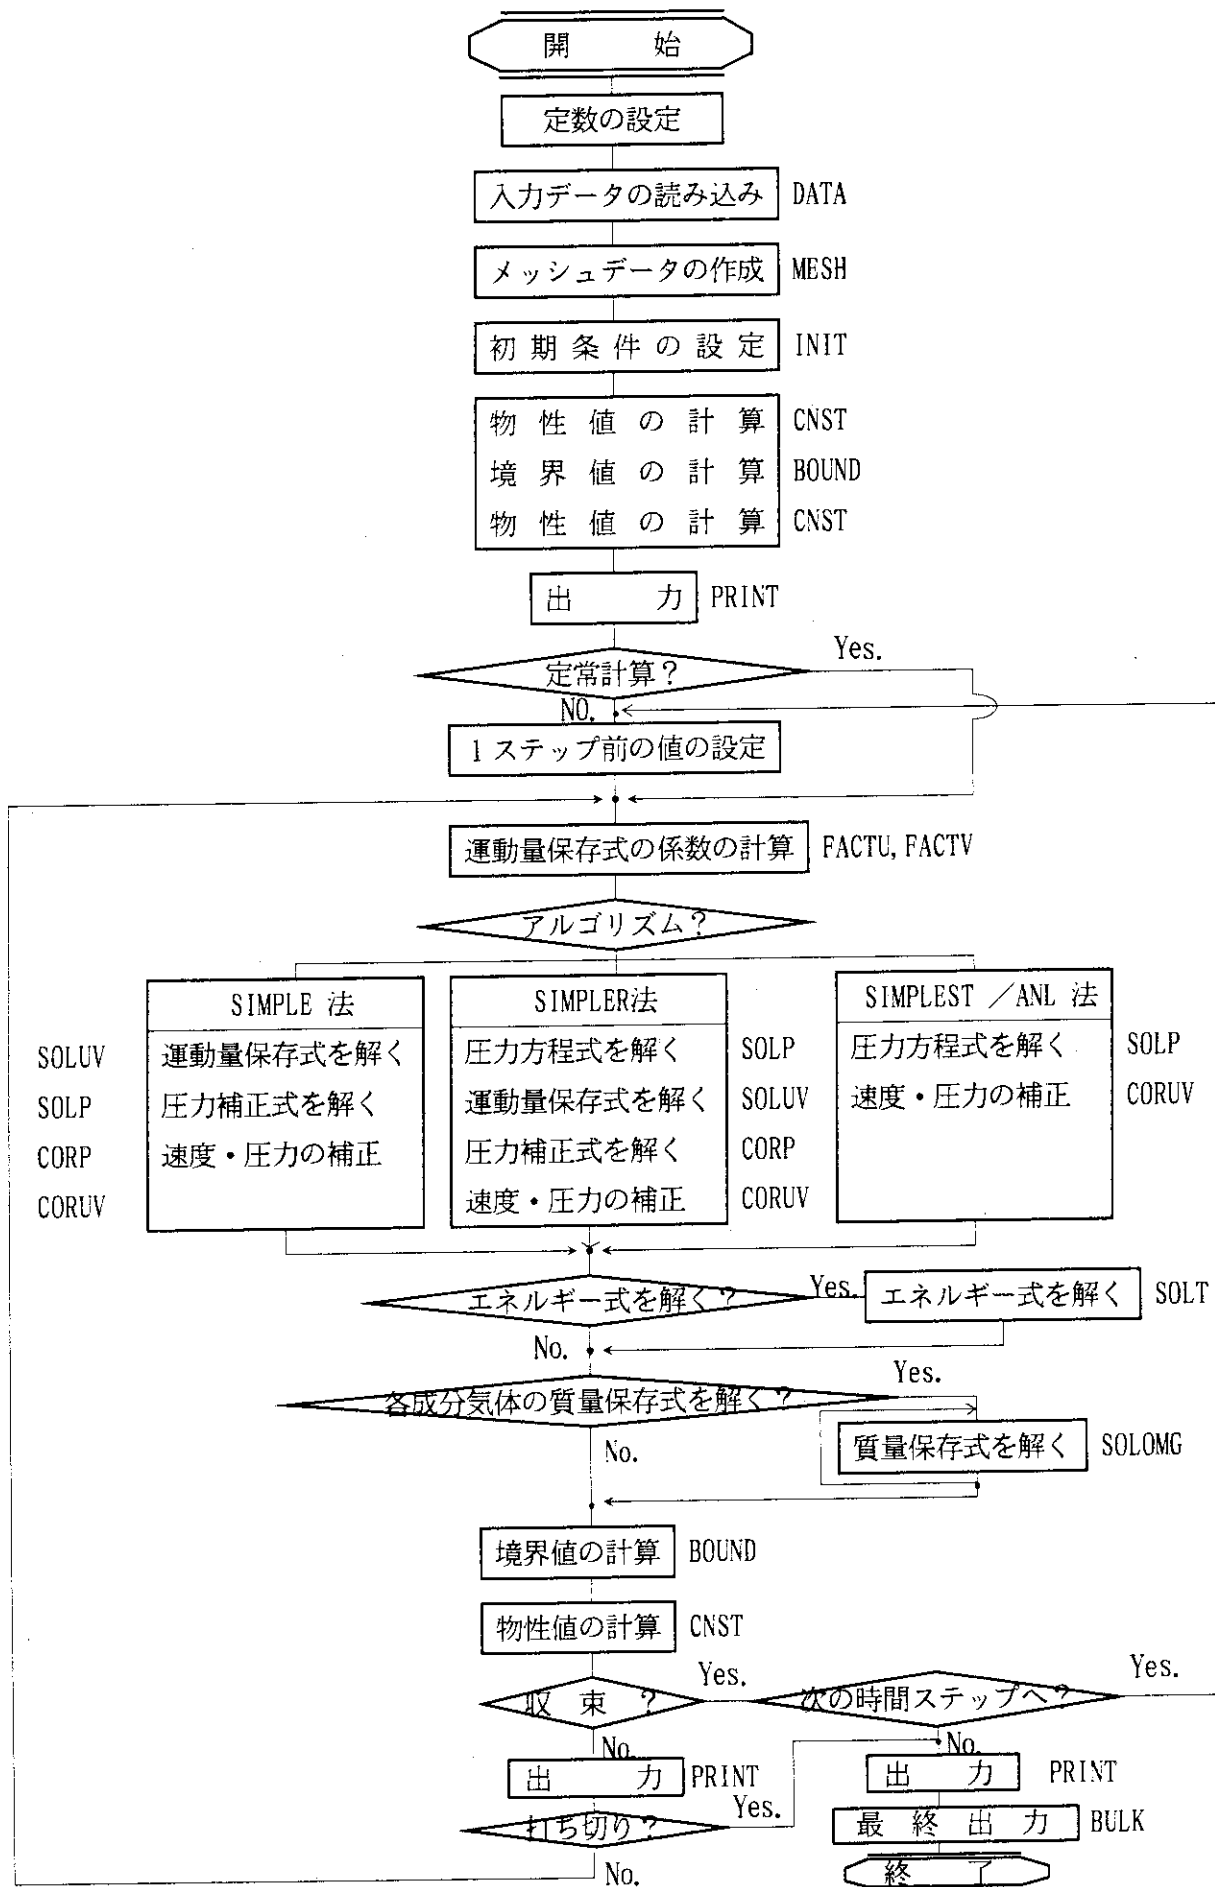 開 始
定数の設定
入力データの読み込み DATA
メッシュデータの作成 MESH
初期条件の設定 INIT
物性値の計算 CNST
境界値の計算 BOUND
物性値の計算 CNST
出 力 PRINT
定常計算? Yes.
NO.
1ステップ前の値の設定
運動量保存式の係数の計算 FACTU, FACTV
アルゴリズム?
SIMPLE 法
SOLUV 運動量保存式を解く
SOLP 圧力補正式を解く
CORP 速度・圧力の補正
CORUV
SIMPLER法
圧力方程式を解く SOLP
運動量保存式を解く SOLUV
圧力補正式を解く CORP
速度・圧力の補正 CORUV
SIMPLEST /ANL 法
圧力方程式を解く SOLP
速度・圧力の補正 CORUV
エネルギー式を解く? Yes. エネルギー式を解く SOLT
No.
各成分気体の質量保存式を解く? Yes.
質量保存式を解く SOLOMG
No.
境界値の計算 BOUND
物性値の計算 CNST
収 束 ? Yes. 次の時間ステップへ? Yes.
No. No.
出 力 PRINT 出 力 PRINT
打ち切り? Yes. 最終出力 BULK
No. 終 了